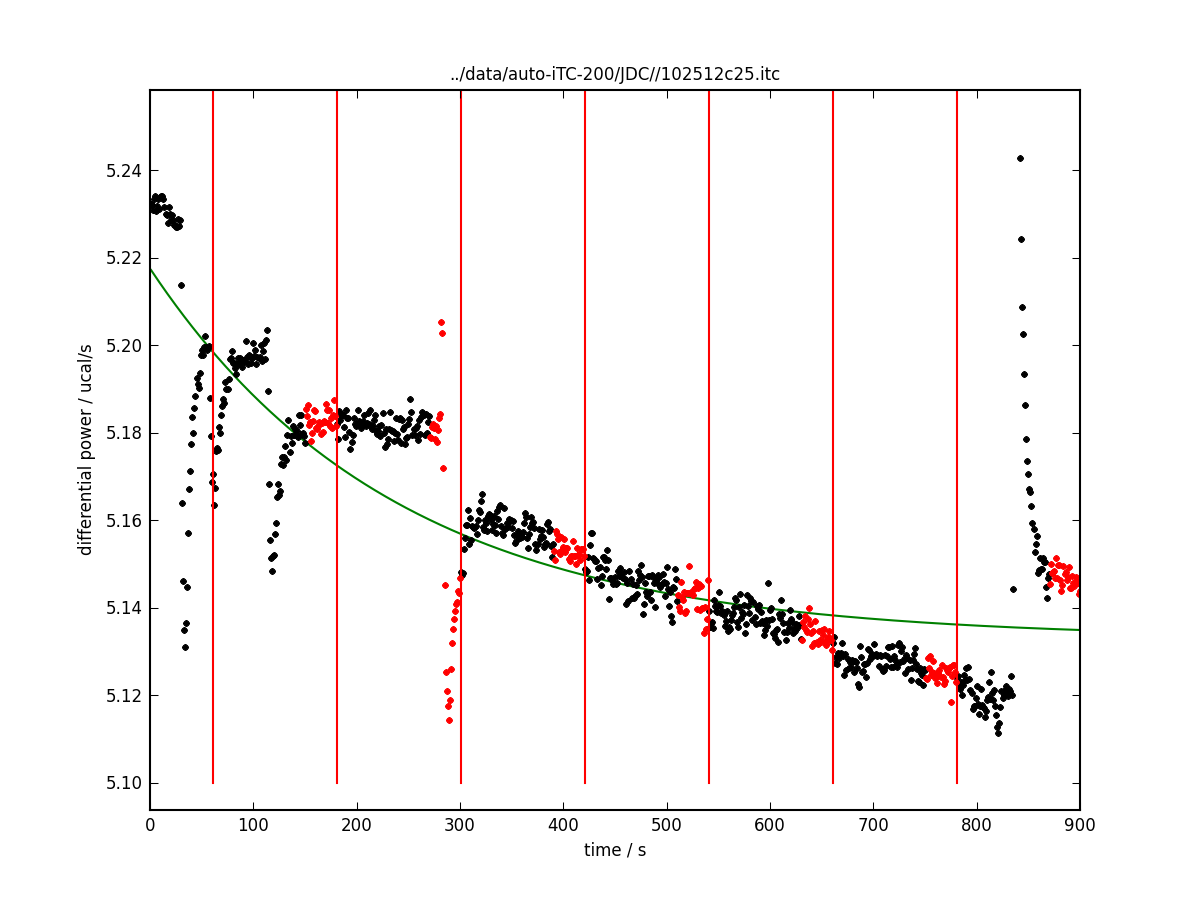 ../data/auto-iTC-200/JDC//102512c25.itc
differential power / ucal/s
5.24
5.22
5.20
5.18
5.16
5.14
5.12
5.10
0 100 200 300 400 500 600 700 800 900
time / s